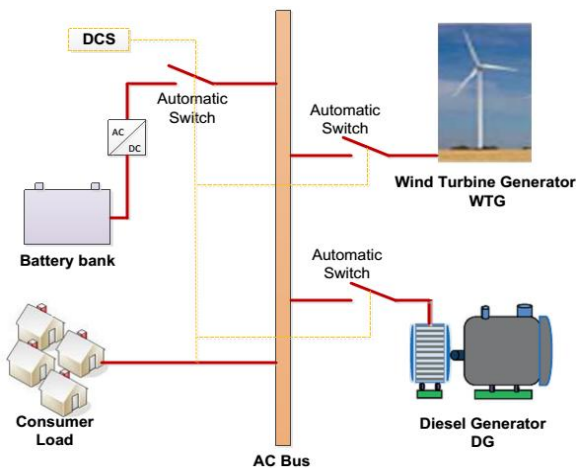 DCS
Automatic
Switch
AC
DC
Battery bank
Automatic
Switch
Wind Turbine Generator
WTG
Automatic
Switch
Consumer
Load
Diesel Generator
DG
AC Bus